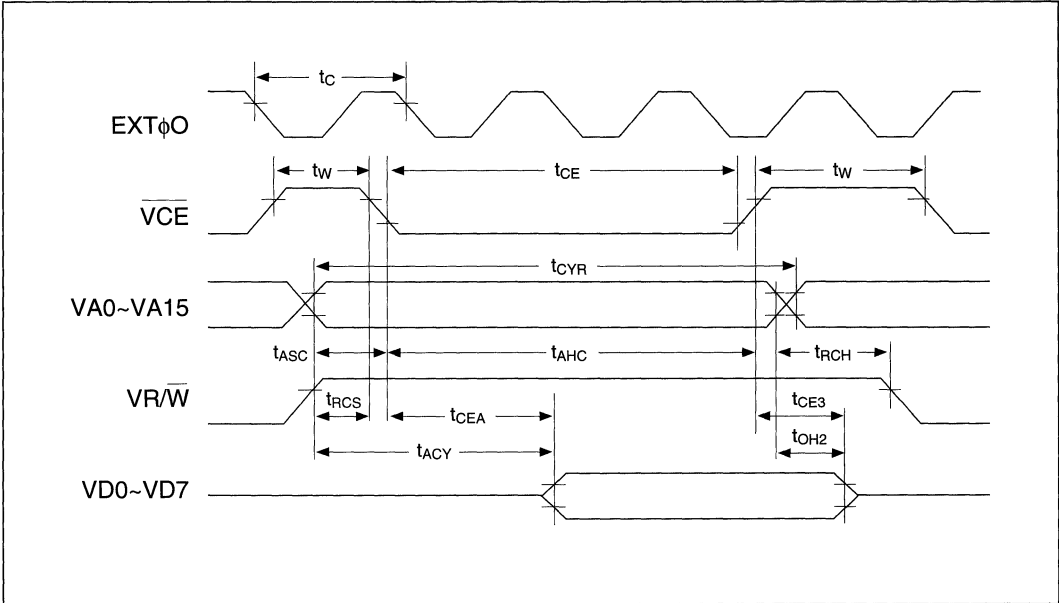 tC
EXTϕO
tW tCE tW
V̅C̅E̅
tCYR
VA0~VA15
tASC tAHC tRCH
VR/W̅
tRCS tCEA tCE3
tACY tOH2
VD0~VD7